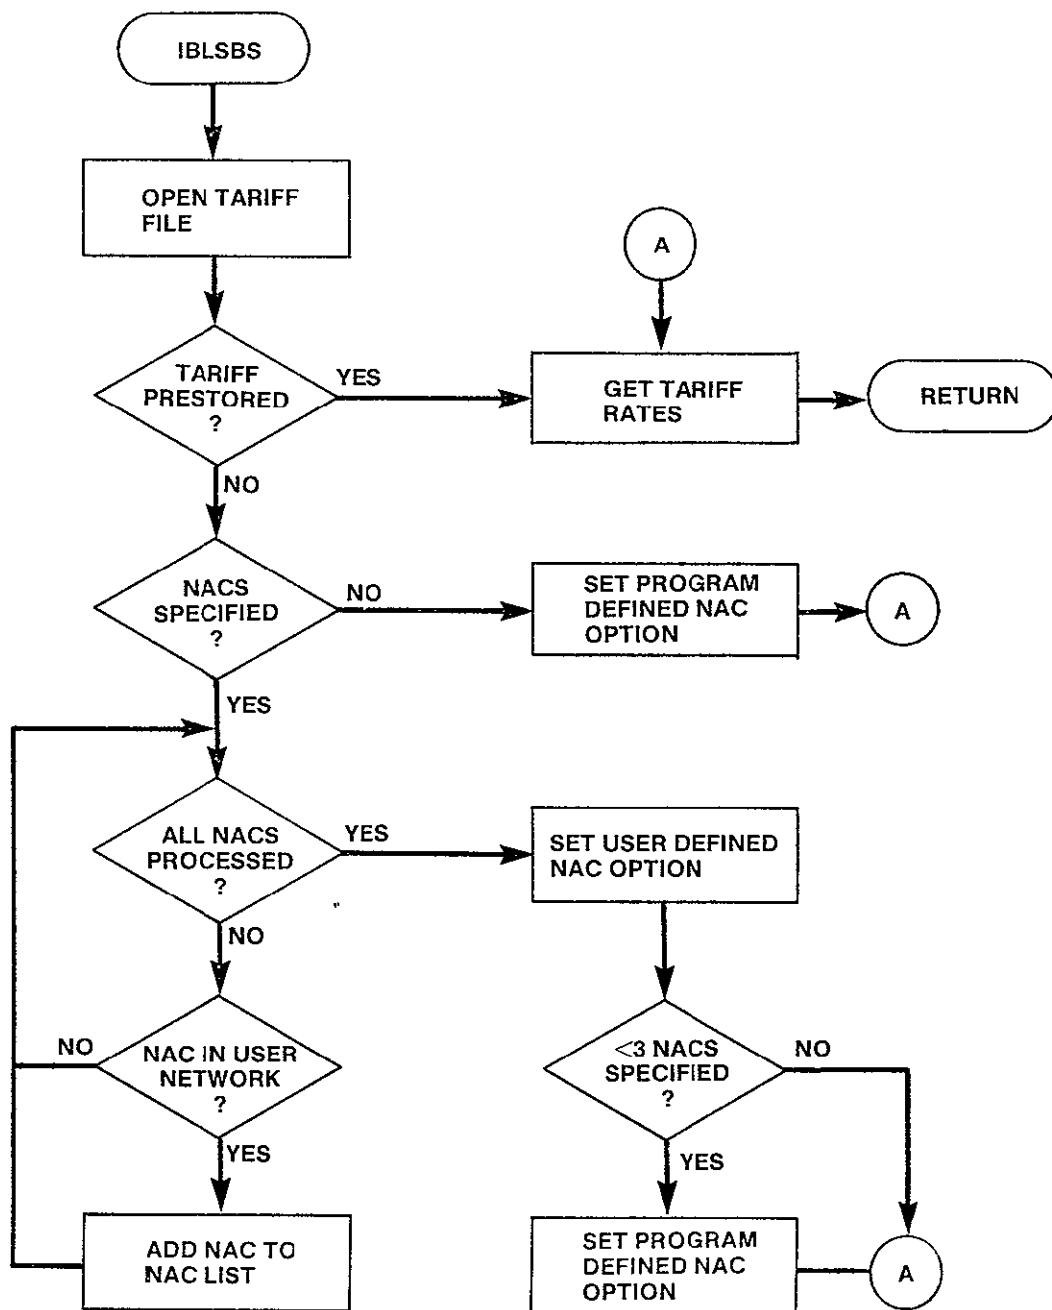 IBLSBS
OPEN TARIFF
FILE
A
TARIFF
PRESTORED
?
YES
GET TARIFF
RATES
RETURN
NO
NACS
SPECIFIED
?
NO
SET PROGRAM
DEFINED NAC
OPTION
A
YES
ALL NACS
PROCESSED
?
YES
SET USER DEFINED
NAC OPTION
NO
NAC IN USER
NETWORK
?
NO
<3 NACS
SPECIFIED
?
NO
YES
YES
ADD NAC TO
NAC LIST
SET PROGRAM
DEFINED NAC
OPTION
A